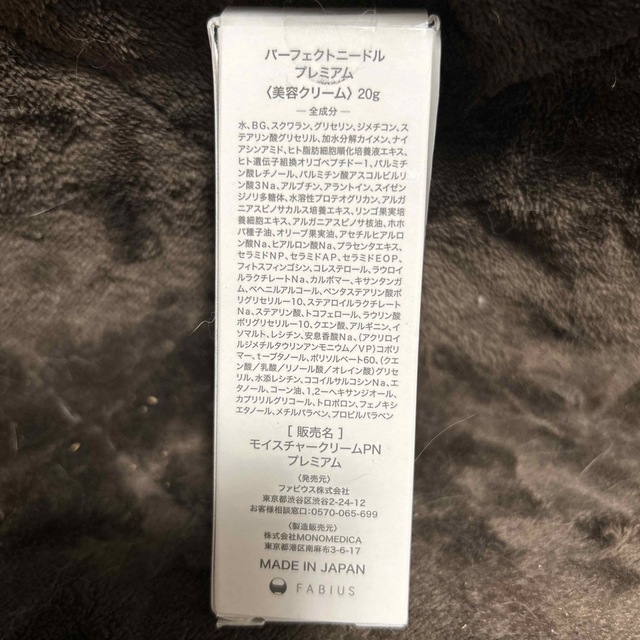 パーフェクトニードル
プレミアム
〈美容クリーム〉 20g
― 全成分 ―
水、BG、スクワラン、グリセリン、ジメチコン、ス
テアリン酸グリセリル、加水分解カイメン、ナイ
アシンアミド、ヒト脂肪細胞順化培養液エキス、
ヒト遺伝子組換オリゴペプチドー1、パルミチ
ン酸レチノール、パルミチン酸アスコルビルリ
ン酸3Na、アルブチン、アラントイン、スイゼン
ジノリ多糖体、水溶性プロテオグリカン、アルガ
ニアスピノサカルス培養エキス、リンゴ果実培
養細胞エキス、アルガニアスピノサ核油、ホホ
バ種子油、オリーブ果実油、アセチルヒアルロ
ン酸Na、ヒアルロン酸Na、プラセンタエキス、
セラミドNP、セラミドAP、セラミドEOP、
フィトスフィンゴシン、コレステロール、ラウロイ
ルラクチレートNa、カルボマー、キサンタンガ
ム、ベヘニルアルコール、ペンタステアリン酸ポ
リグリセリルー10、ステアロイルラクチレート
Na、ステアリン酸、トコフェロール、ラウリン酸
ポリグリセリルー10、クエン酸、アルギニン、イ
ソマルト、レシチン、安息香酸Na、(アクリロイ
ルジメチルタウリンアンモニウム/VP)コポリ
マー、t-ブタノール、ポリソルベート60、(クエ
ン酸/乳酸/リノール酸/オレイン酸)グリセ
リル、水添レシチン、ココイルサルコシンNa、エ
タノール、コーン油、1,2-ヘキサンジオール、
カプリリルグリコール、トロポロン、フェノキシ
エタノール、メチルパラベン、プロピルパラベン
[ 販売名 ]
モイスチャークリームPN
プレミアム
〈発売元〉
ファビウス株式会社
東京都渋谷区渋谷2-24-12
お客様相談窓口:0570-065-699
〈製造販売元〉
株式会社MONOMEDICA
東京都港区南麻布3-6-17
MADE IN JAPAN
FABIUS